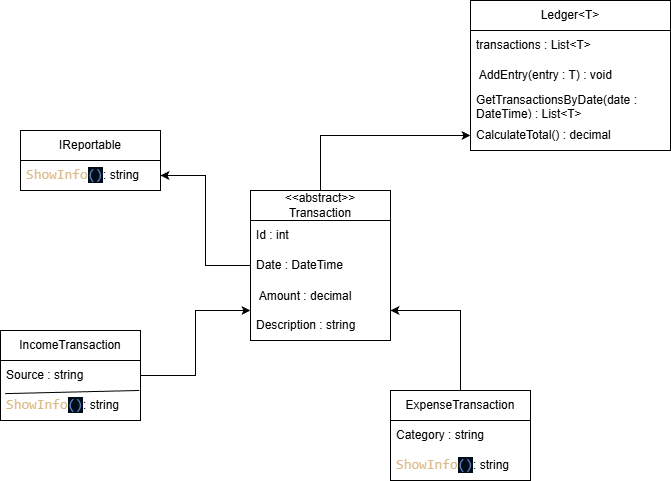 Ledger<T>
transactions : List<T>
AddEntry(entry : T) : void
GetTransactionsByDate(date :
DateTime) : List<T>
CalculateTotal() : decimal
IReportable
ShowInfo(): string
<<abstract>>
Transaction
Id : int
Date : DateTime
Amount : decimal
Description : string
IncomeTransaction
Source : string
ShowInfo(): string
ExpenseTransaction
Category : string
ShowInfo(): string